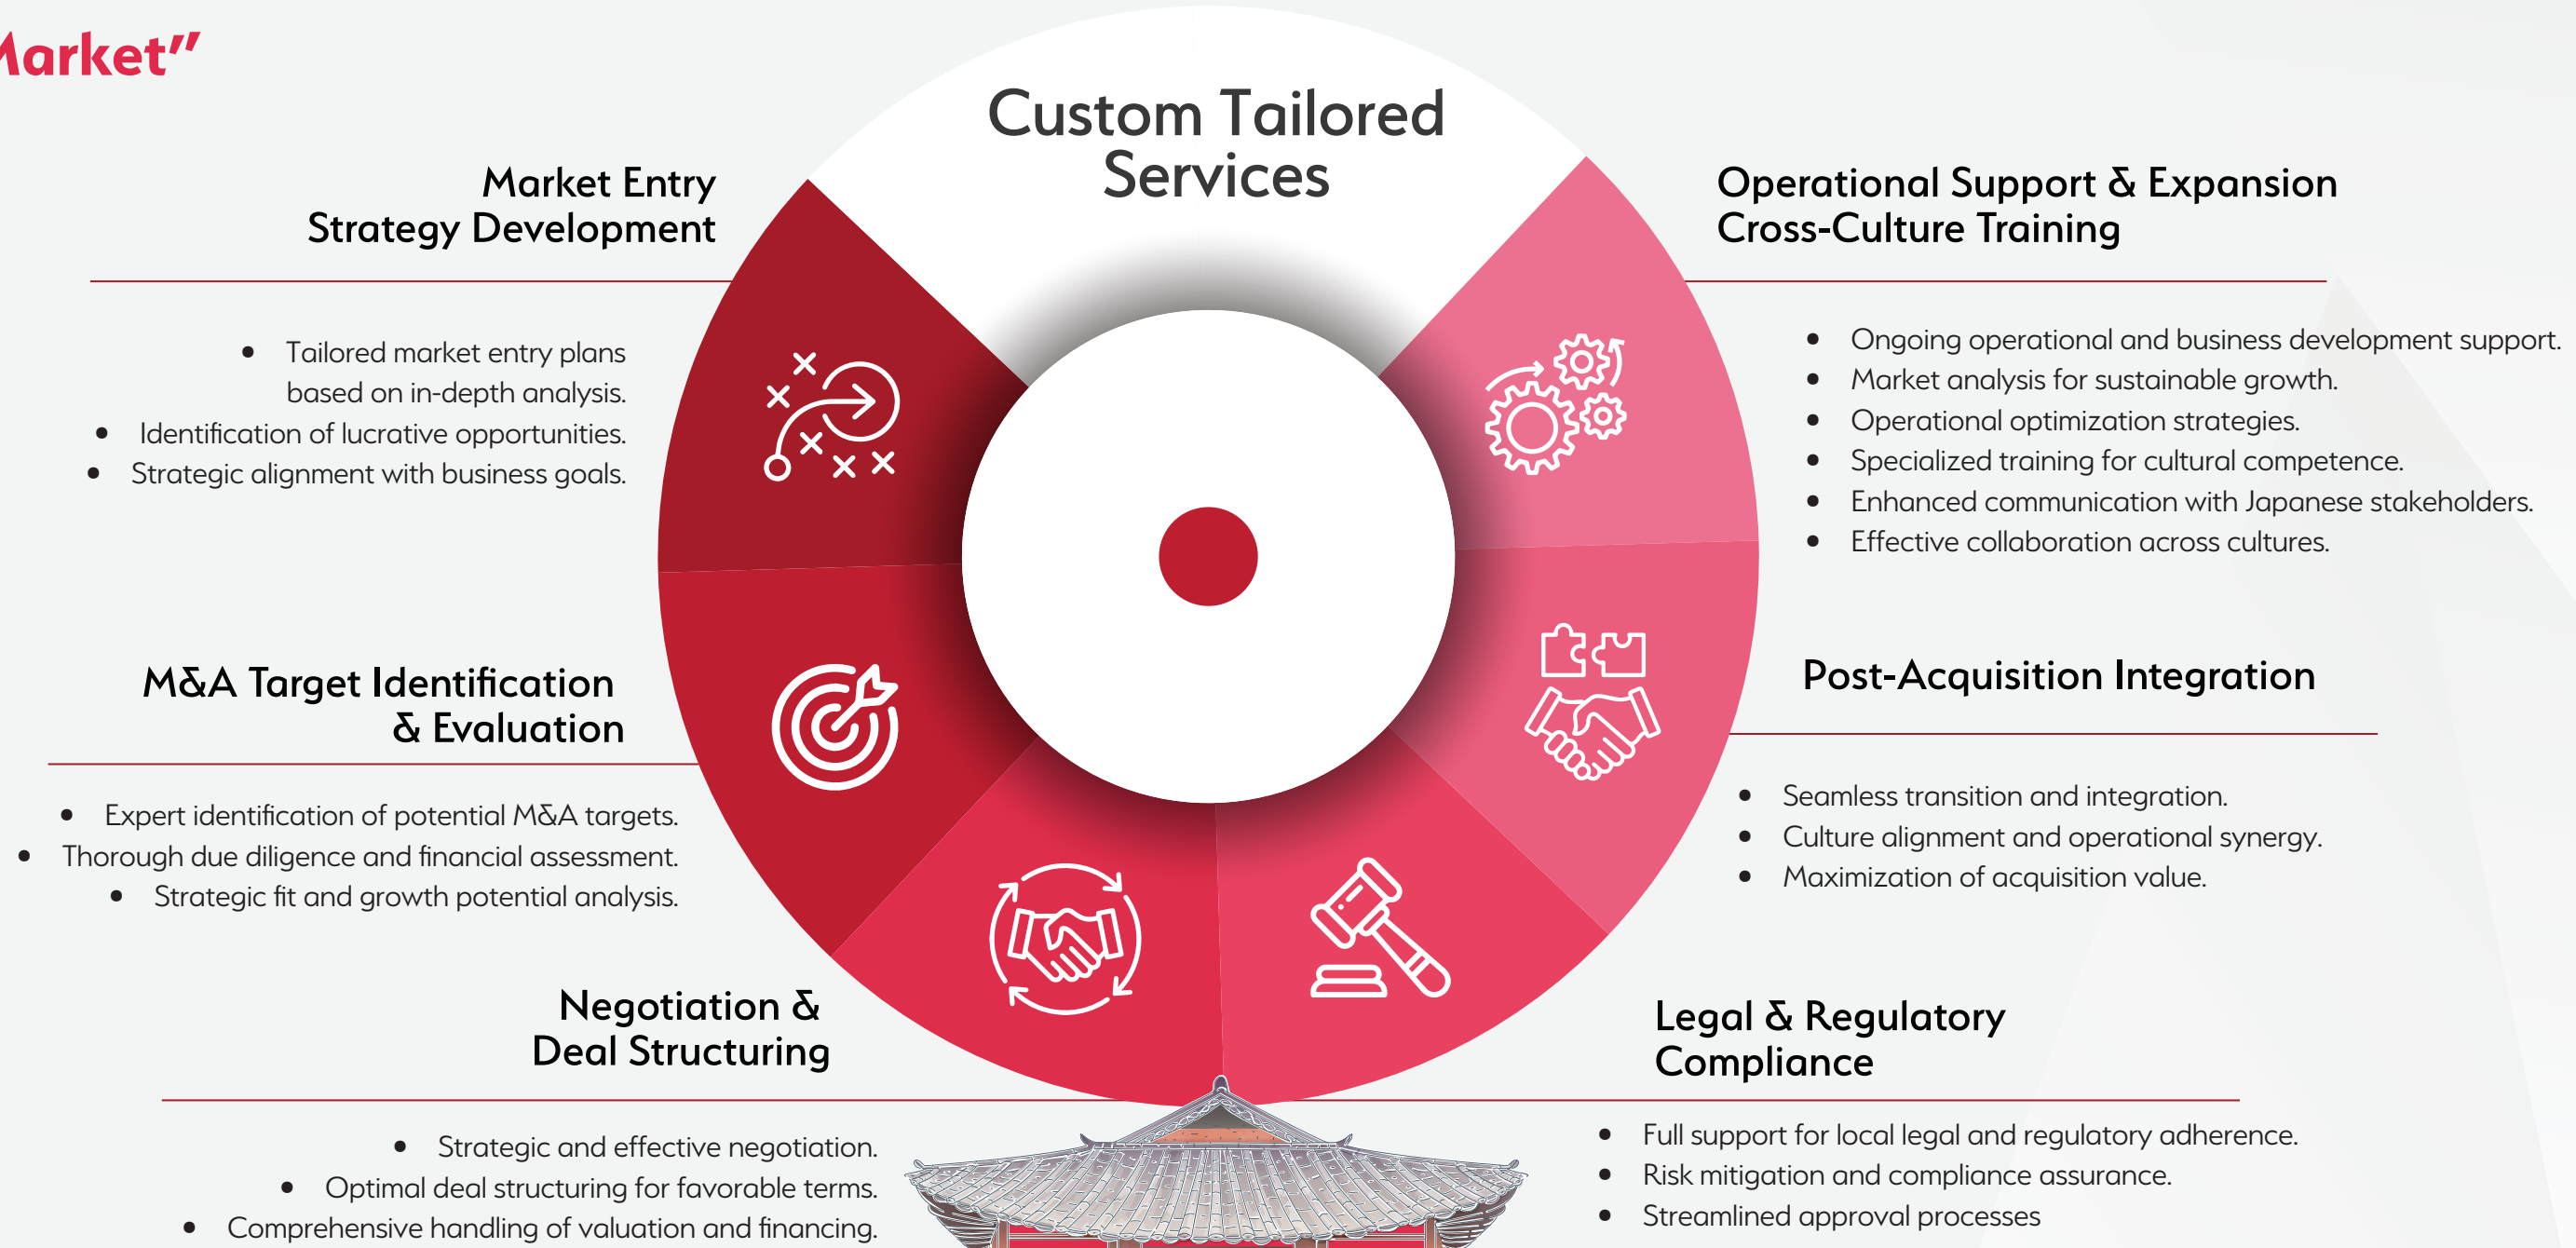 Market"
Custom Tailored
Services
Market Entry
Strategy Development
• Tailored market entry plans
based on in-depth analysis.
• Identification of lucrative opportunities.
• Strategic alignment with business goals.
M&A Target Identification
& Evaluation
• Expert identification of potential M&A targets.
• Thorough due diligence and financial assessment.
• Strategic fit and growth potential analysis.
Negotiation &
Deal Structuring
• Strategic and effective negotiation.
• Optimal deal structuring for favorable terms.
• Comprehensive handling of valuation and financing.
Operational Support & Expansion
Cross-Culture Training
• Ongoing operational and business development support.
• Market analysis for sustainable growth.
• Operational optimization strategies.
• Specialized training for cultural competence.
• Enhanced communication with Japanese stakeholders.
• Effective collaboration across cultures.
Post-Acquisition Integration
• Seamless transition and integration.
• Culture alignment and operational synergy.
• Maximization of acquisition value.
Legal & Regulatory
Compliance
• Full support for local legal and regulatory adherence.
• Risk mitigation and compliance assurance.
• Streamlined approval processes